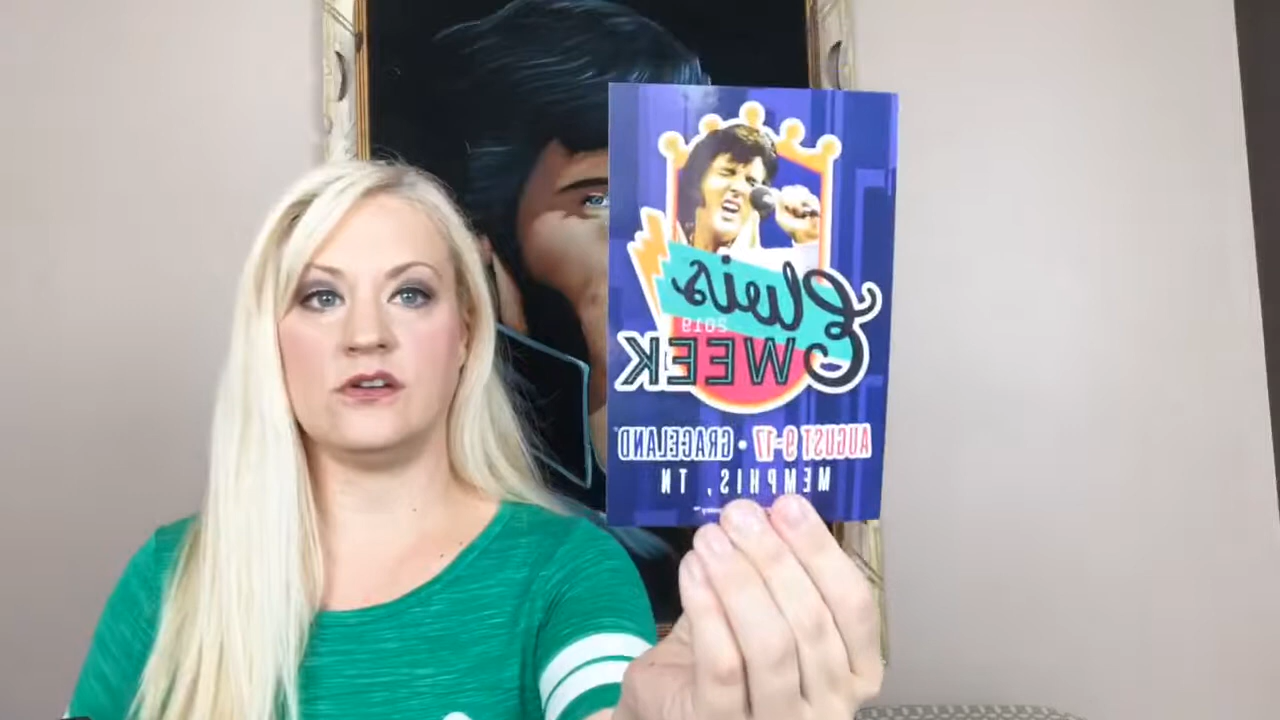 Elvis
2019
WEEK
AUGUST 9-17 • GRACELAND
MEMPHIS, TN